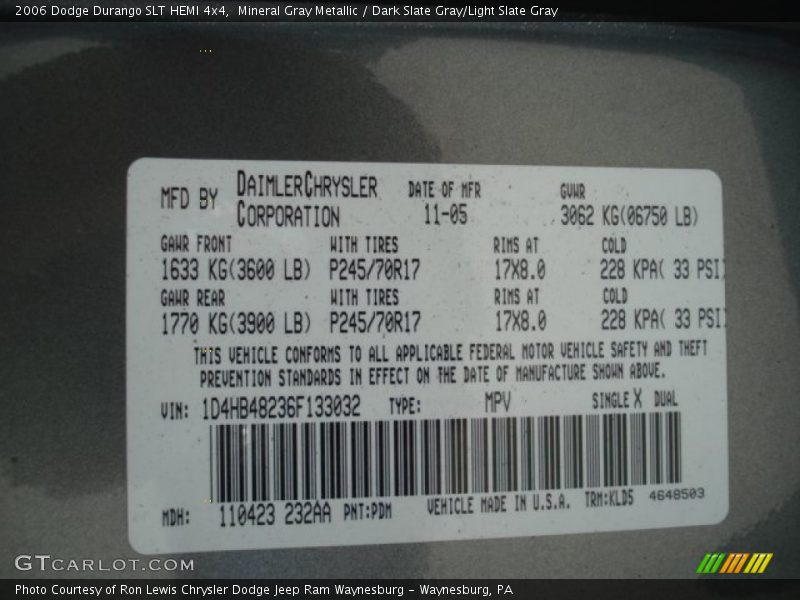 2006 Dodge Durango SLT HEMI 4x4,  Mineral Gray Metallic / Dark Slate Gray/Light Slate Gray
MFD BY DAIMLERCHRYSLER CORPORATION DATE OF MFR 11-05 GVWR 3062 KG(06750 LB)
GAWR FRONT WITH TIRES RIMS AT COLD
1633 KG(3600 LB) P245/70R17 17X8.0 228 KPA( 33 PSI)
GAWR REAR WITH TIRES RIMS AT COLD
1770 KG(3900 LB) P245/70R17 17X8.0 228 KPA( 33 PSI)
THIS VEHICLE CONFORMS TO ALL APPLICABLE FEDERAL MOTOR VEHICLE SAFETY AND THEFT
PREVENTION STANDARDS IN EFFECT ON THE DATE OF MANUFACTURE SHOWN ABOVE.
VIN: 1D4HB48236F133032 TYPE: MPV SINGLE X DUAL
MDH: 110423 232AA PNT:PDM VEHICLE MADE IN U.S.A. TRM:KLD5 4648503
GTCARLOT.COM
Photo Courtesy of Ron Lewis Chrysler Dodge Jeep Ram Waynesburg – Waynesburg, PA